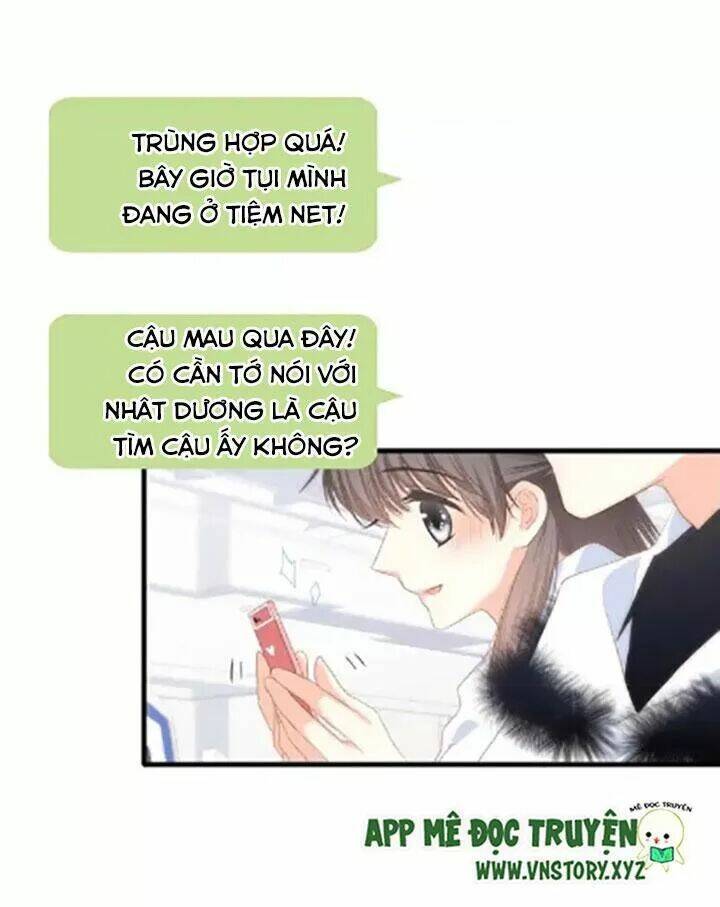 TRÙNG HỢP QUÁ!
BÂY GIỜ TỤI MÌNH
ĐANG Ở TIỆM NET!
CẬU MAU QUA ĐÂY!
CÓ CẦN TỚ NÓI VỚI
NHÂT DƯƠNG LÀ CẬU
TÌM CẬU ẤY KHÔNG?
MÊ ĐỌC TRUYỆN
APP MÊ ĐỌC TRUYỆN
WWW.VNSTORY.XYZ